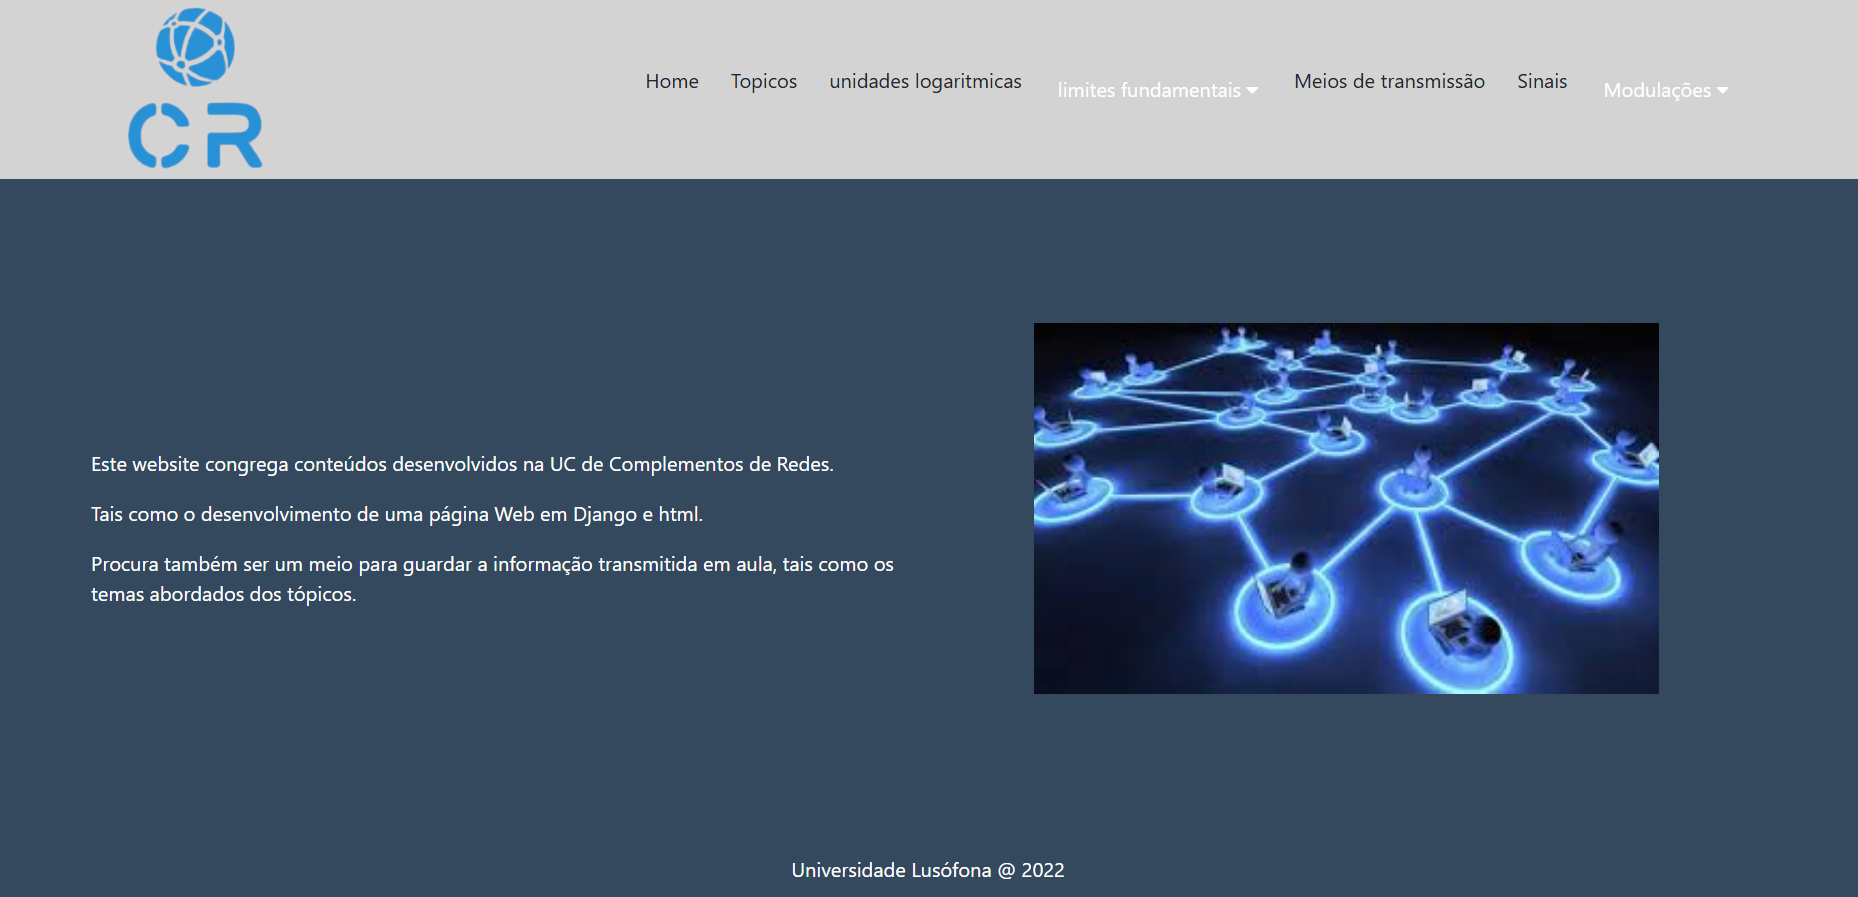 CR
Home Topicos unidades logaritmicas limites fundamentais Meios de transmissão Sinais Modulações
Este website congrega conteúdos desenvolvidos na UC de Complementos de Redes.
Tais como o desenvolvimento de uma página Web em Django e html.
Procura também ser um meio para guardar a informação transmitida em aula, tais como os
temas abordados dos tópicos.
Universidade Lusófona @ 2022